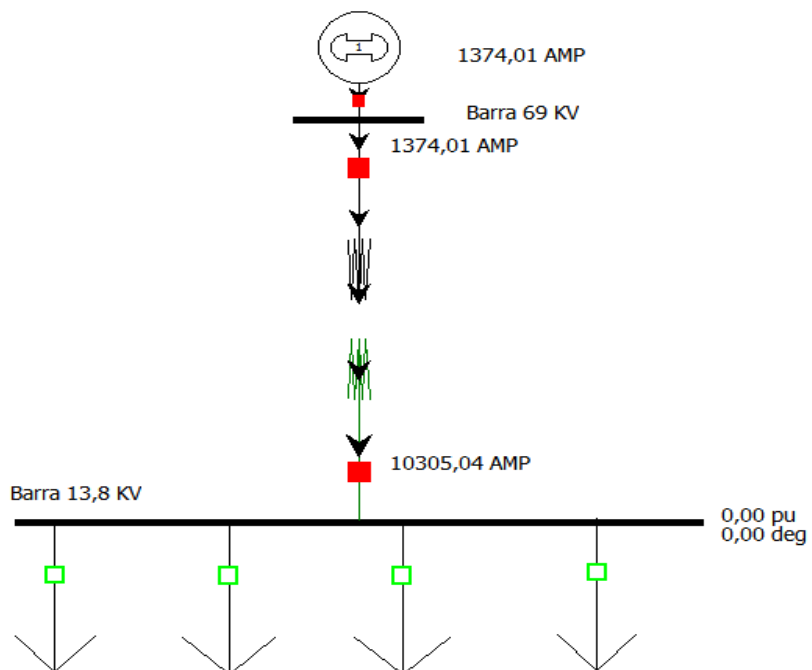 1
1374,01 AMP
Barra 69 KV
1374,01 AMP
10305,04 AMP
Barra 13,8 KV
0,00 pu
0,00 deg